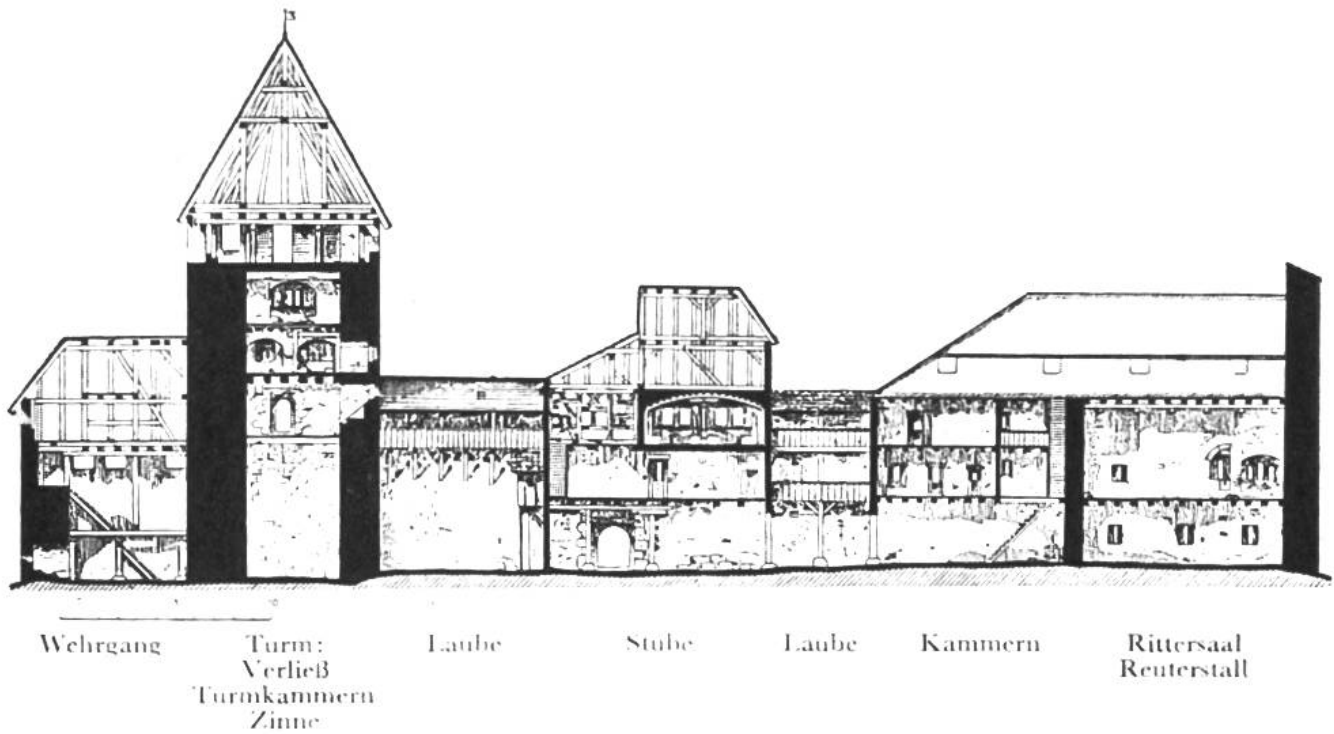 Wehrgang
Turm:
Verließ
Turmkammern
Zinne
Laube
Stube
Laube
Kammern
Rittersaal
Reuterstall